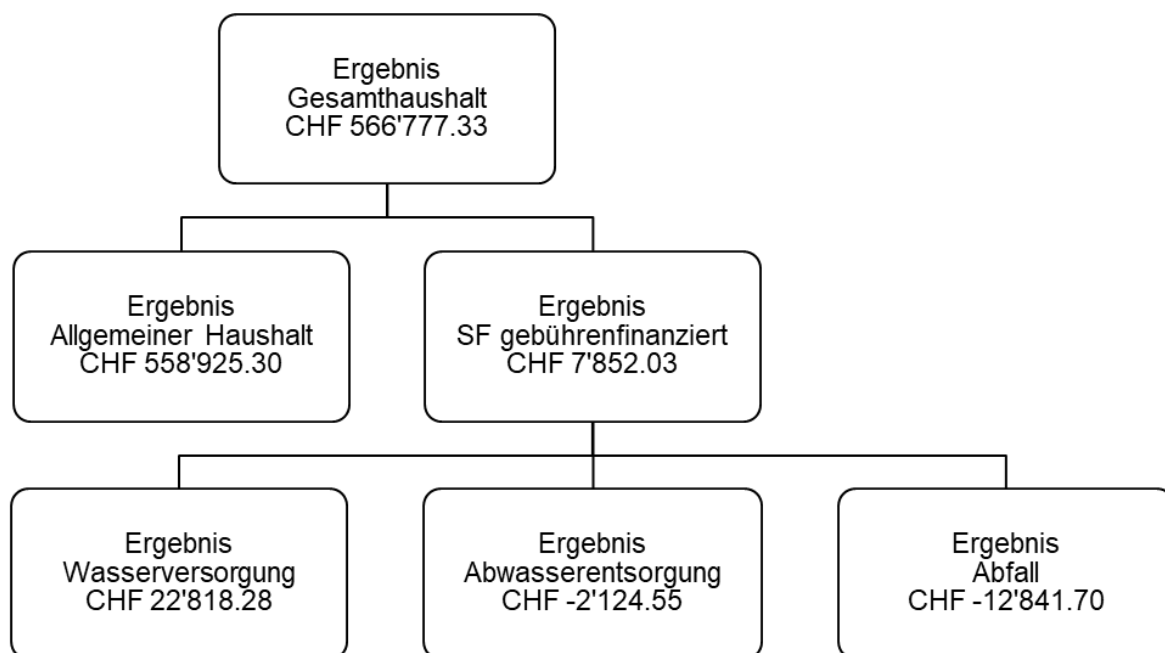 Ergebnis
Gesamthaushalt
CHF 566'777.33
Ergebnis
Allgemeiner Haushalt
CHF 558'925.30
Ergebnis
SF gebührenfinanziert
CHF 7'852.03
Ergebnis
Wasserversorgung
CHF 22'818.28
Ergebnis
Abwasserentsorgung
CHF -2'124.55
Ergebnis
Abfall
CHF -12'841.70